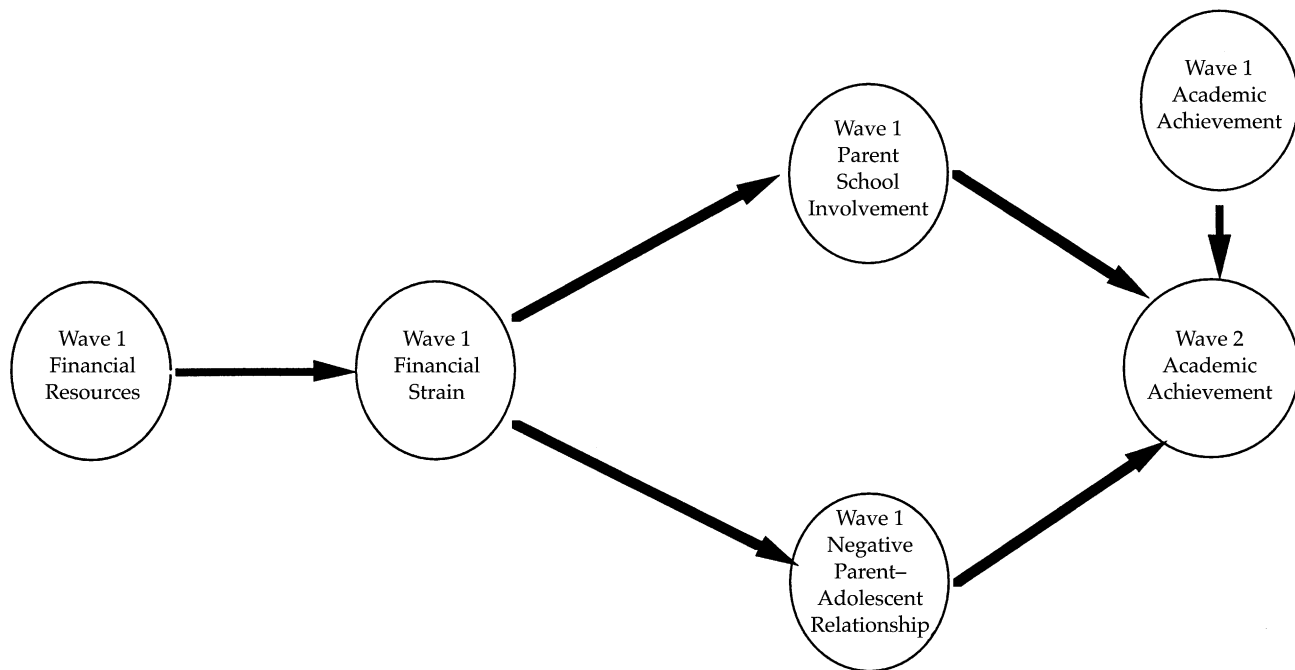 Wave 1
Financial
Resources
Wave 1
Financial
Strain
Wave 1
Parent
School
Involvement
Wave 1
Negative
Parent–
Adolescent
Relationship
Wave 1
Academic
Achievement
Wave 2
Academic
Achievement